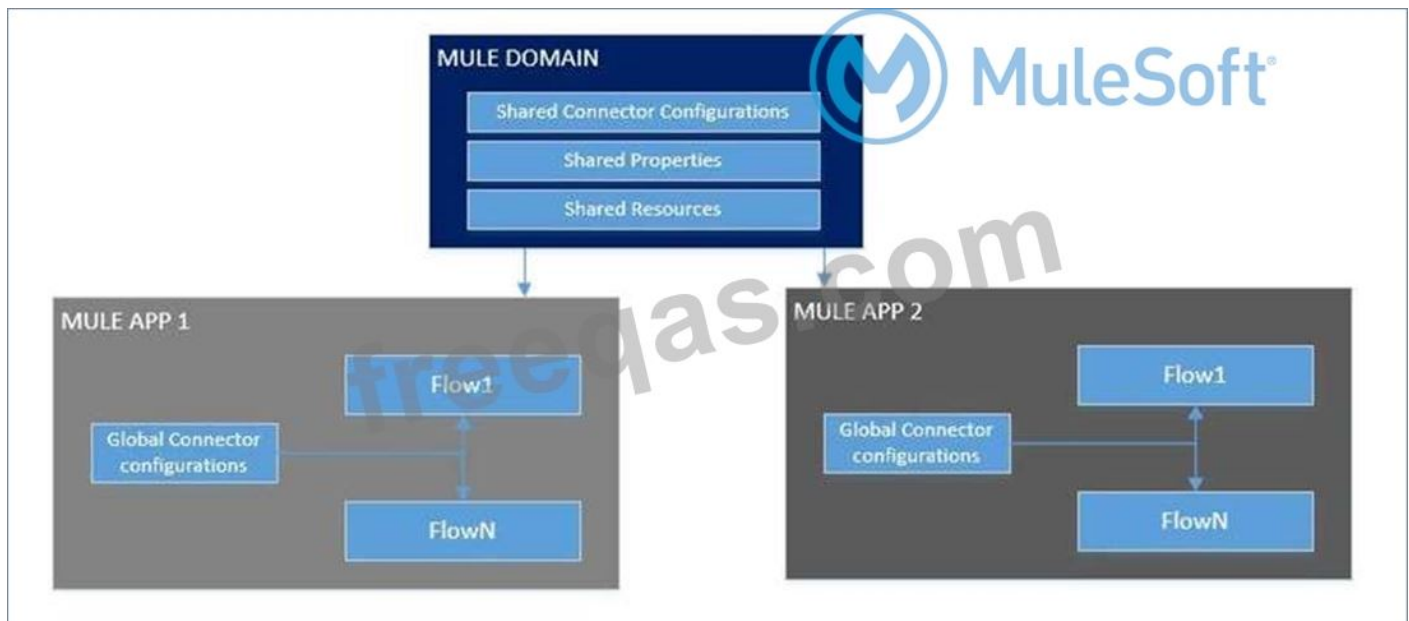 MULE DOMAIN
MuleSoft®
Shared Connector Configurations
Shared Properties
Shared Resources
freeqas.com
MULE APP 1
Flow1
Global Connector
configurations
FlowN
MULE APP 2
Flow1
Global Connector
configurations
FlowN